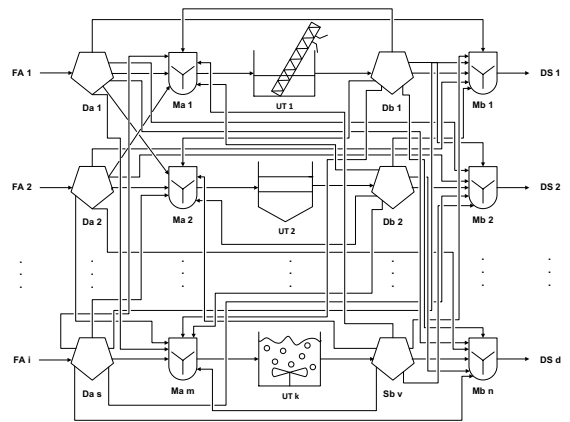 FA 1
Da 1
Ma 1
UT 1
Db 1
Mb 1
DS 1
FA 2
Da 2
Ma 2
UT 2
Db 2
Mb 2
DS 2
FA i
Da s
Ma m
UT k
Sb v
Mb n
DS d